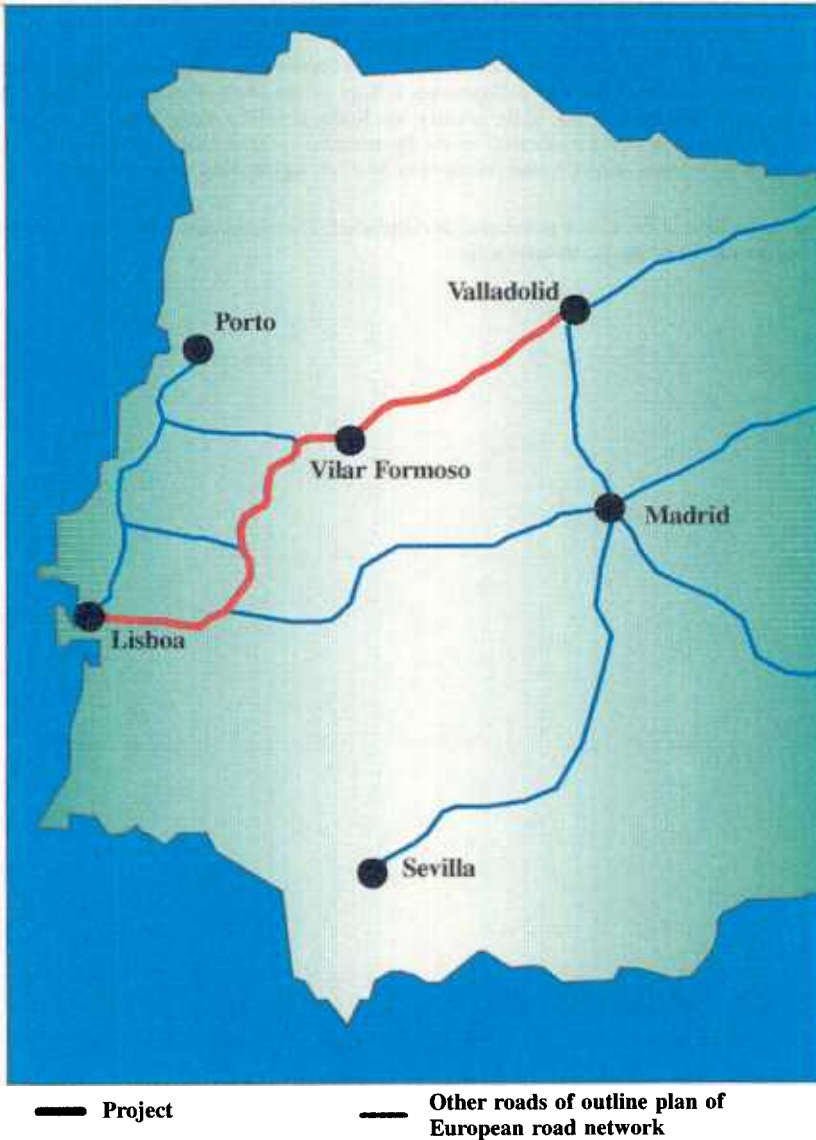 Valladolid
Porto
Vilar Formoso
Madrid
Lisboa
Sevilla
Project
Other roads of outline plan of
European road network